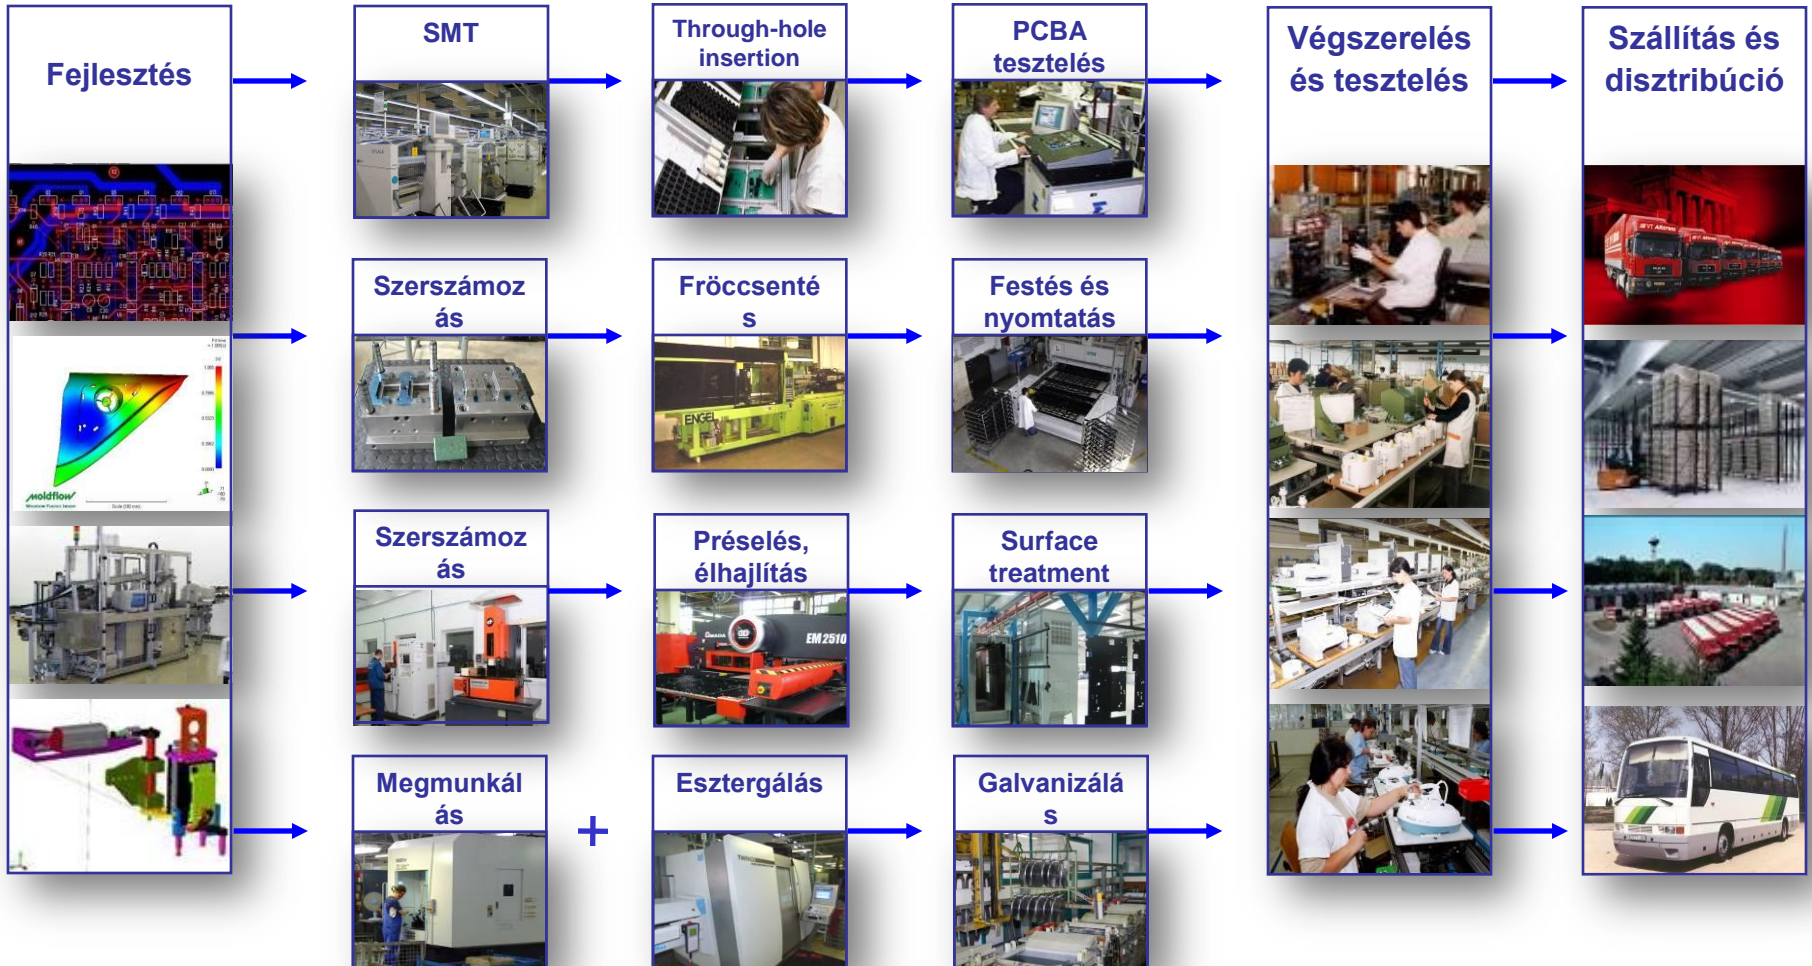 Fejlesztés
SMT
Through-hole
insertion
PCBA
tesztelés
Végszerelés
és tesztelés
Szállítás és
disztribúció
Szerszámoz
ás
Fröccsenté
s
Festés és
nyomtatás
ENGEL
moldflow
Szerszámoz
ás
Préselés,
élhajlítás
Surface
treatment
AMADA
EM2510
Megmunkál
ás
+
Esztergálás
Galvanizálá
s